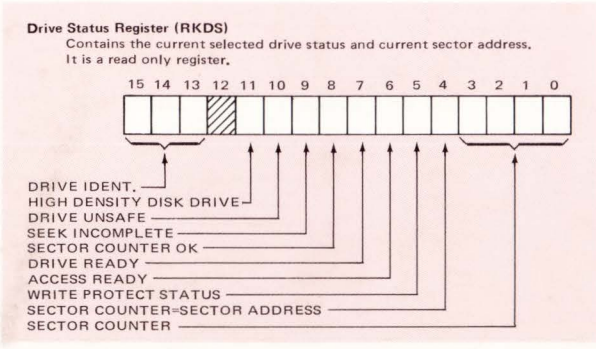 Drive Status Register (RKDS)
Contains the current selected drive status and current sector address.
It is a read only register.
15 14 13 12 11 10 9 8 7 6 5 4 3 2 1 0
DRIVE IDENT.
HIGH DENSITY DISK DRIVE
DRIVE UNSAFE
SEEK INCOMPLETE
SECTOR COUNTER OK
DRIVE READY
ACCESS READY
WRITE PROTECT STATUS
SECTOR COUNTER=SECTOR ADDRESS
SECTOR COUNTER